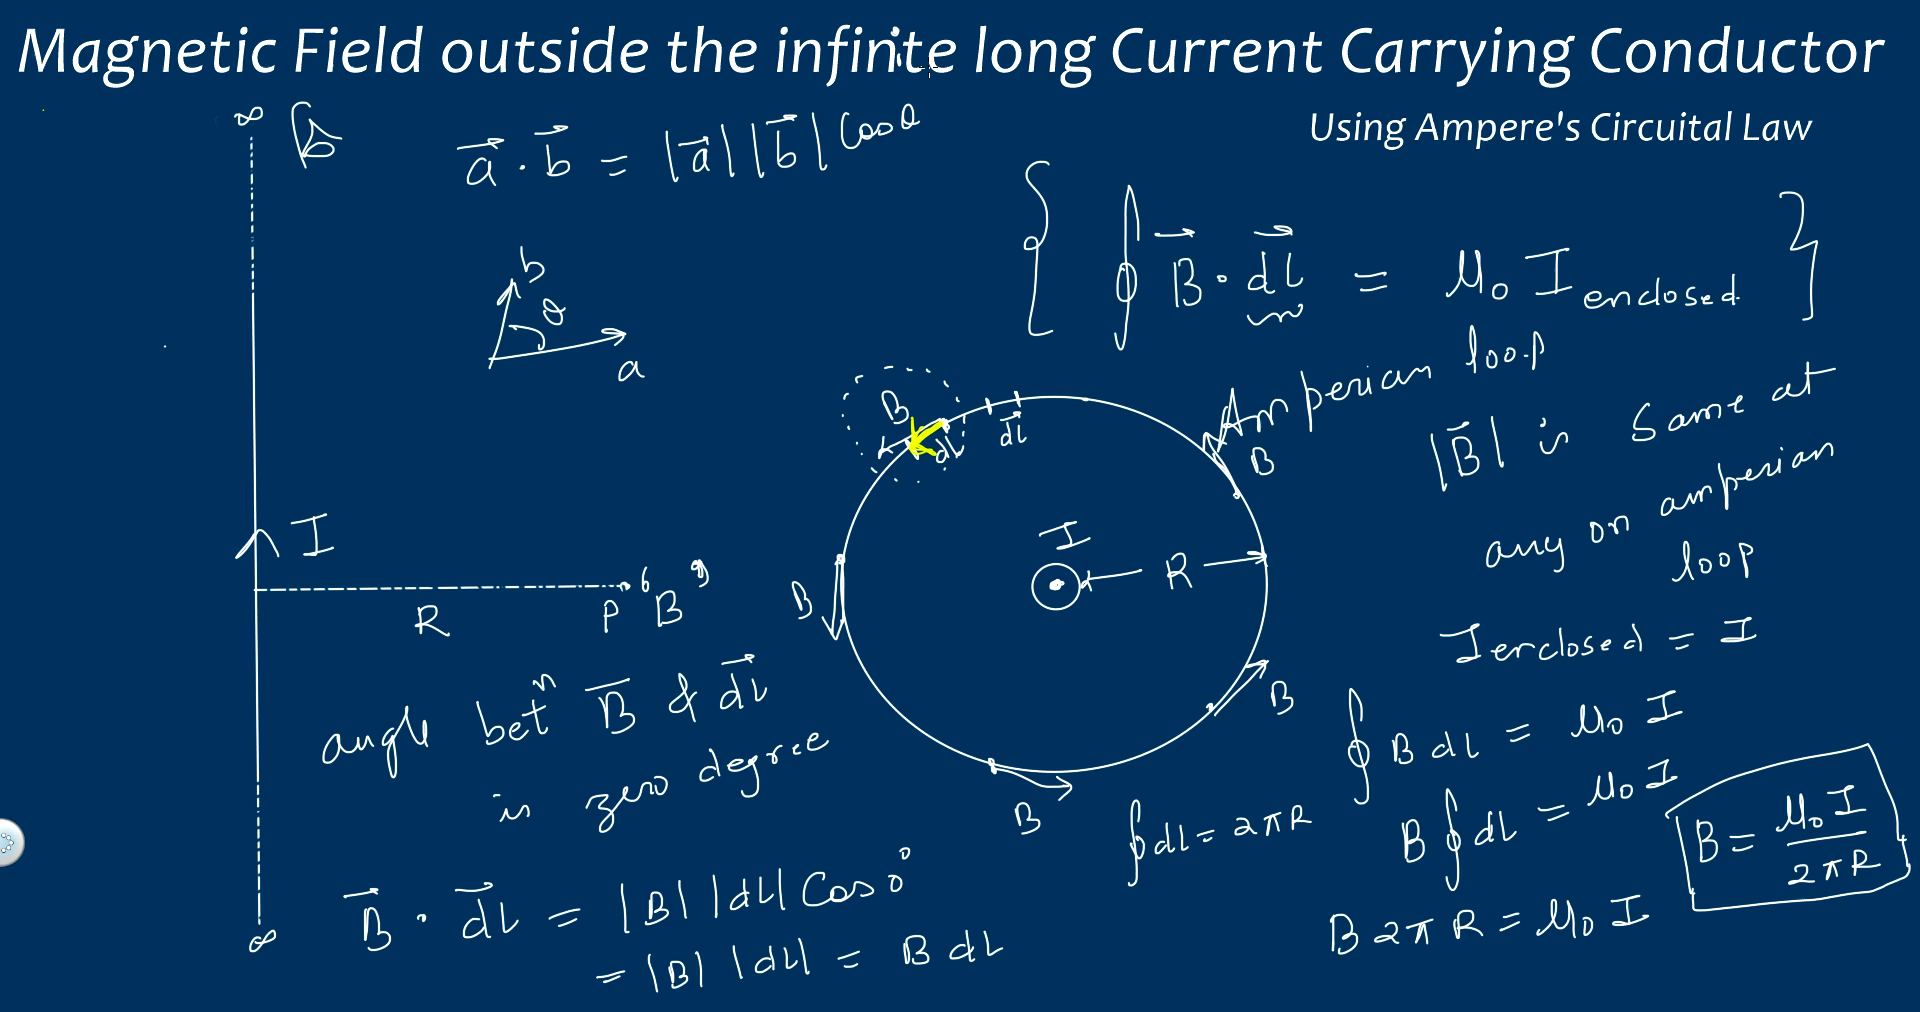 Magnetic Field outside the infinite long Current Carrying Conductor
Using Ampere's Circuital Law
∞
a⃗ · b⃗ = |a⃗| |b⃗| Cos θ
b
θ
a
{ ∮ B⃗ · dl⃗ = μ₀ I enclosed }
Amperian loop
|B⃗| is same at
any on amperian
loop
B
dl
dl⃗
B
I
R
I
R
P
B
B
B
B
I enclosed = I
angle betⁿ B & dl⃗
is zero degree
∮ B dl = μ₀ I
B ∮ dl = μ₀ I
∮ dl = 2πR
B 2πR = μ₀ I
B = μ₀ I / 2πR
B⃗ · dl⃗ = |B| |dl| Cos 0°
= |B| |dl| = B dl
∞